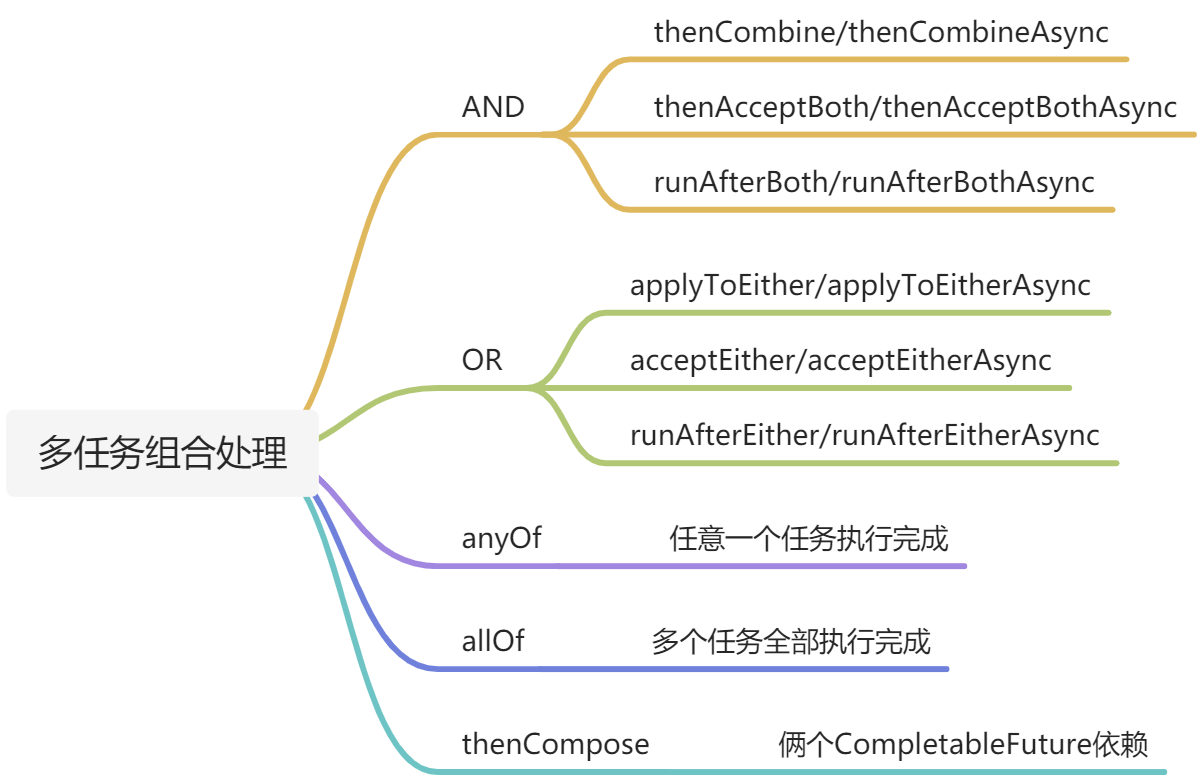 thenCombine/thenCombineAsync
AND
thenAcceptBoth/thenAcceptBothAsync
runAfterBoth/runAfterBothAsync
applyToEither/applyToEitherAsync
OR
acceptEither/acceptEitherAsync
runAfterEither/runAfterEitherAsync
多任务组合处理
anyOf
任意一个任务执行完成
allOf
多个任务全部执行完成
thenCompose
俩个CompletableFuture依赖